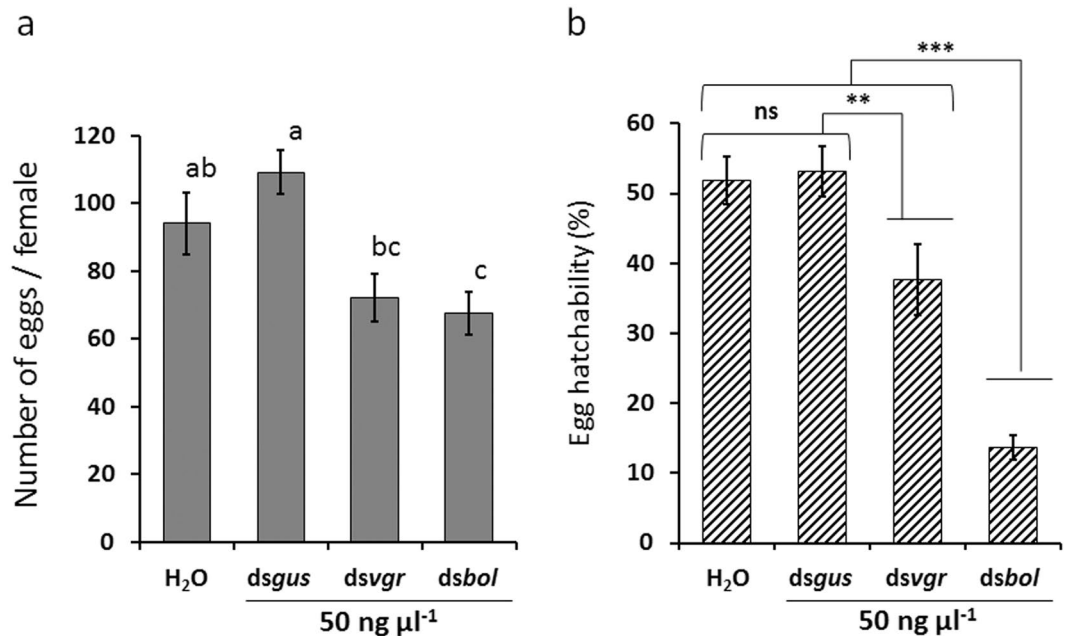 a
Number of eggs / female
120
100
80
60
40
20
0
ab
a
bc
c
H₂O dsgus dsvgr dsbol
50 ng µl⁻¹
b
Egg hatchability (%)
60
50
40
30
20
10
0
***
**
ns
H₂O dsgus dsvgr dsbol
50 ng µl⁻¹